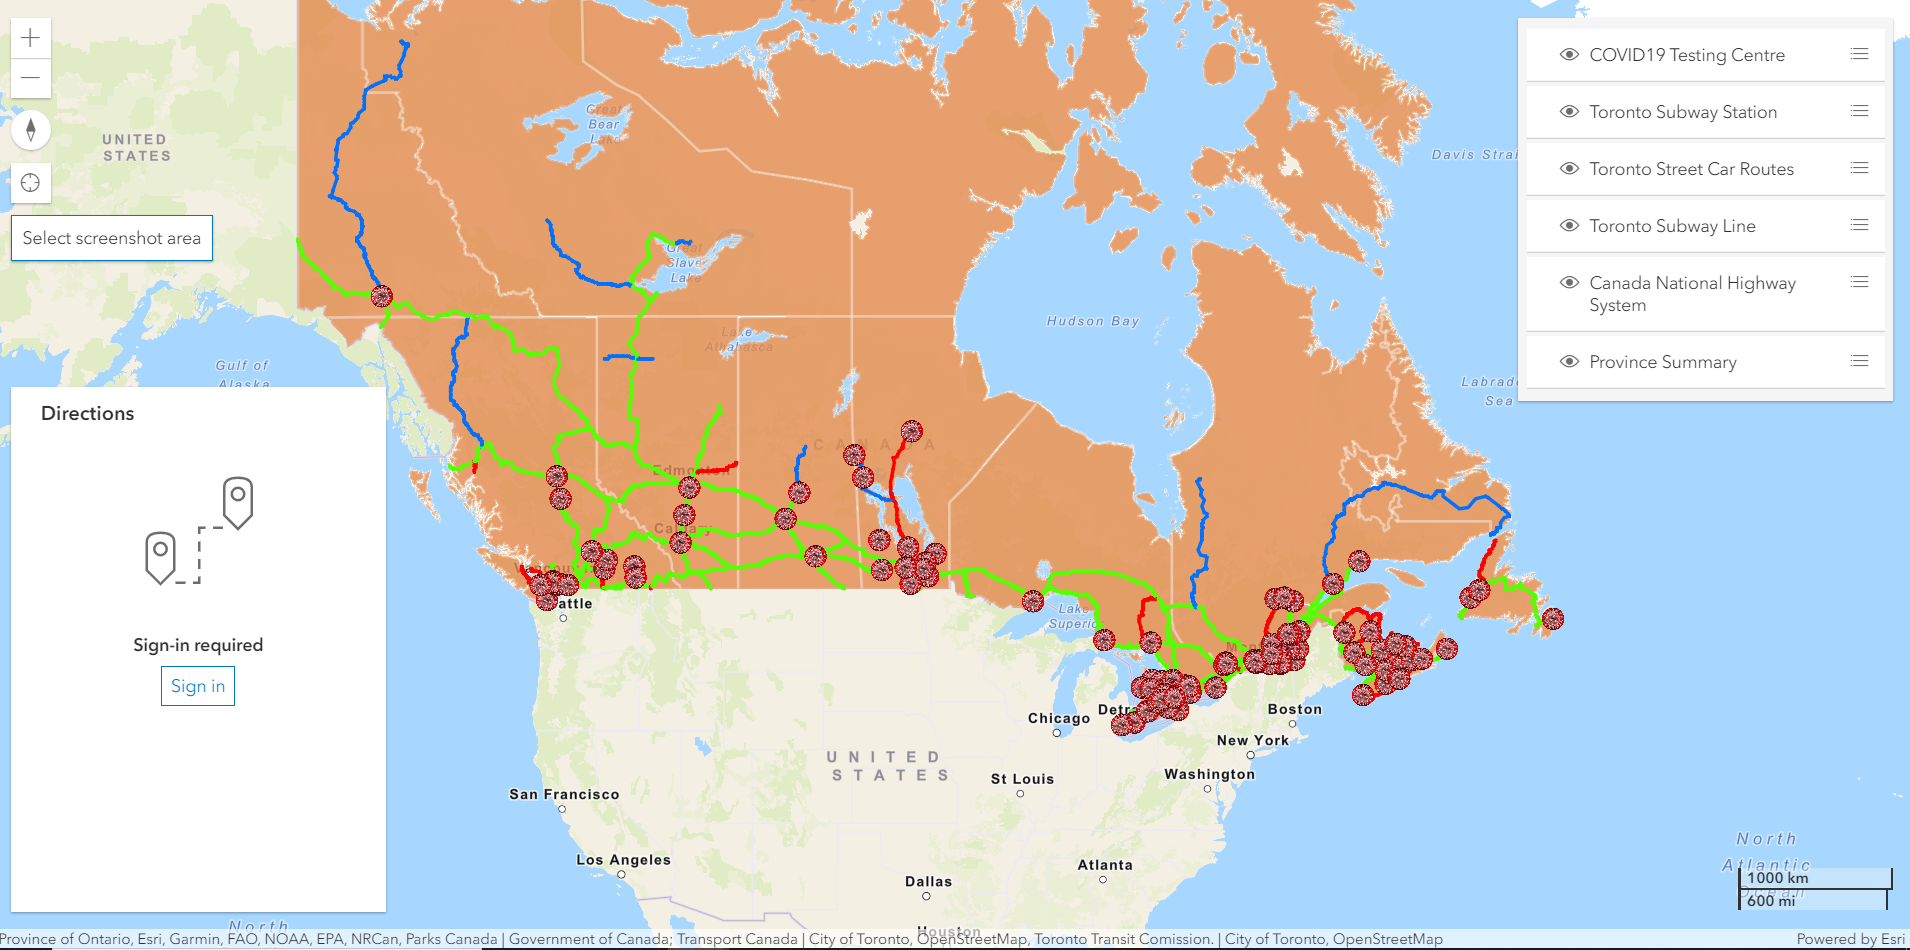 UNITED
STATES
Select screenshot area
Gulf of
Alaska
Directions
Sign-in required
Sign in
Great
Bear
Lake
Great
Slave
Lake
Lake
Athabasca
Hudson Bay
Davis Strai
Labrad
Sea
CANADA
Edmonton
Calgary
Vancouver
attle
Lake
Superio
Detr
Chicago
Boston
New York
Washington
St Louis
UNITED
STATES
San Francisco
Los Angeles
Dallas
Atlanta
Houston
North
North
Atlantic
Ocean
COVID19 Testing Centre
Toronto Subway Station
Toronto Street Car Routes
Toronto Subway Line
Canada National Highway
System
Province Summary
1000 km
600 mi
Province of Ontario, Esri, Garmin, FAO, NOAA, EPA, NRCan, Parks Canada | Government of Canada; Transport Canada | City of Toronto, OpenStreetMap, Toronto Transit Comission. | City of Toronto, OpenStreetMap
Powered by Esri